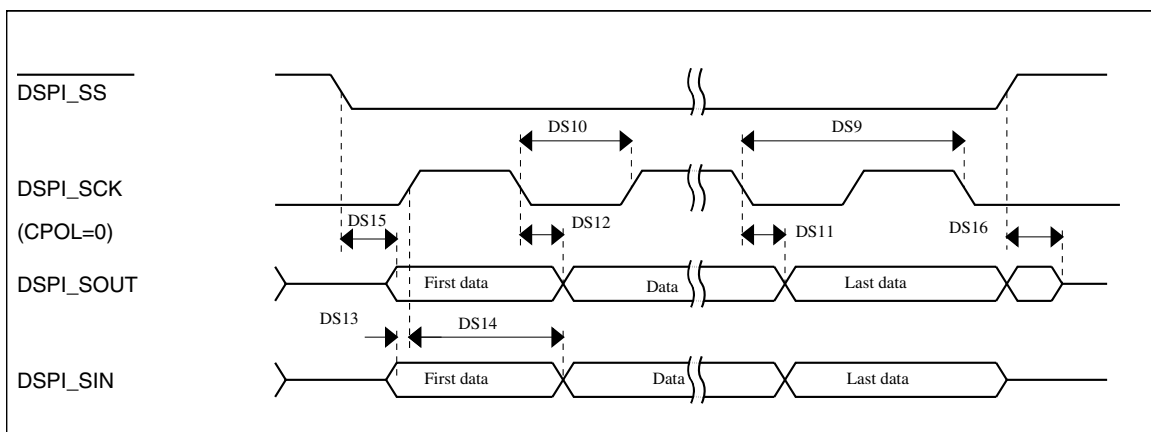 DSPI_SS
DS10
DS9
DSPI_SCK
DS15
DS12
DS11
DS16
(CPOL=0)
First data
Data
Last data
DSPI_SOUT
DS13
DS14
First data
Data
Last data
DSPI_SIN